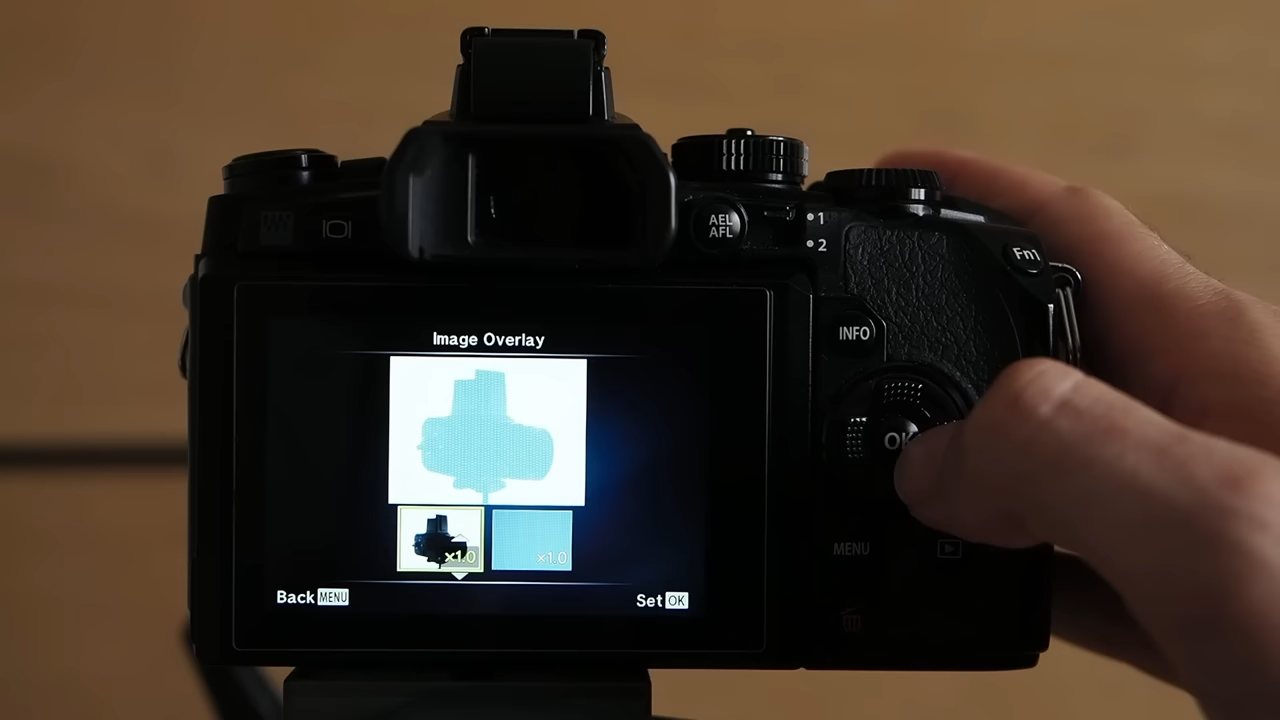 AEL
AFL
1
2
Fn1
INFO
Image Overlay
OK
×1.0
×1.0
MENU
Back MENU
Set OK